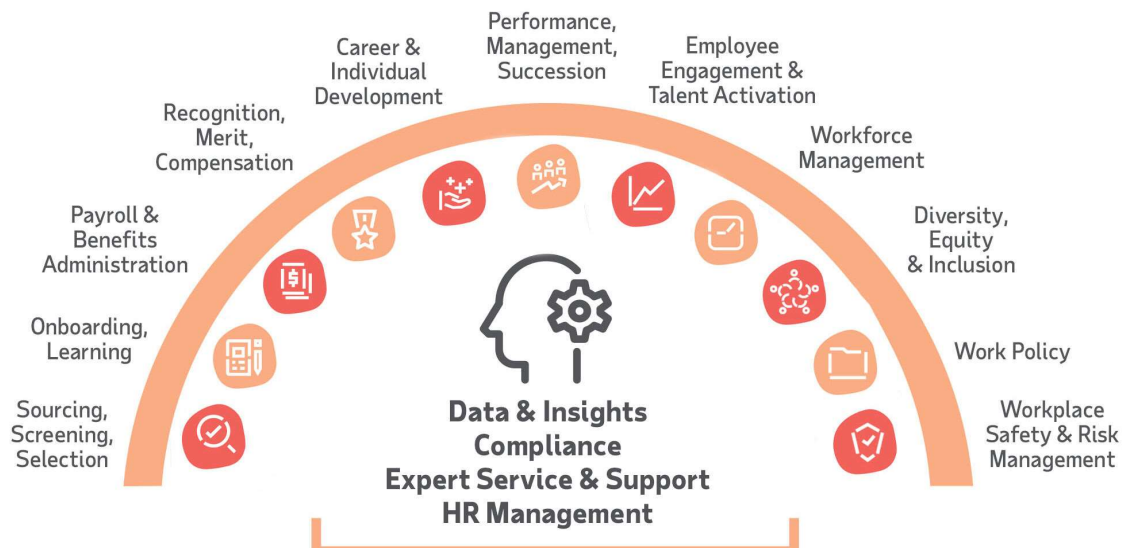 Sourcing,
Screening,
Selection
Onboarding,
Learning
Payroll &
Benefits
Administration
Recognition,
Merit,
Compensation
Career &
Individual
Development
Performance,
Management,
Succession
Employee
Engagement &
Talent Activation
Workforce
Management
Diversity,
Equity
& Inclusion
Work Policy
Workplace
Safety & Risk
Management
$
Data & Insights
Compliance
Expert Service & Support
HR Management